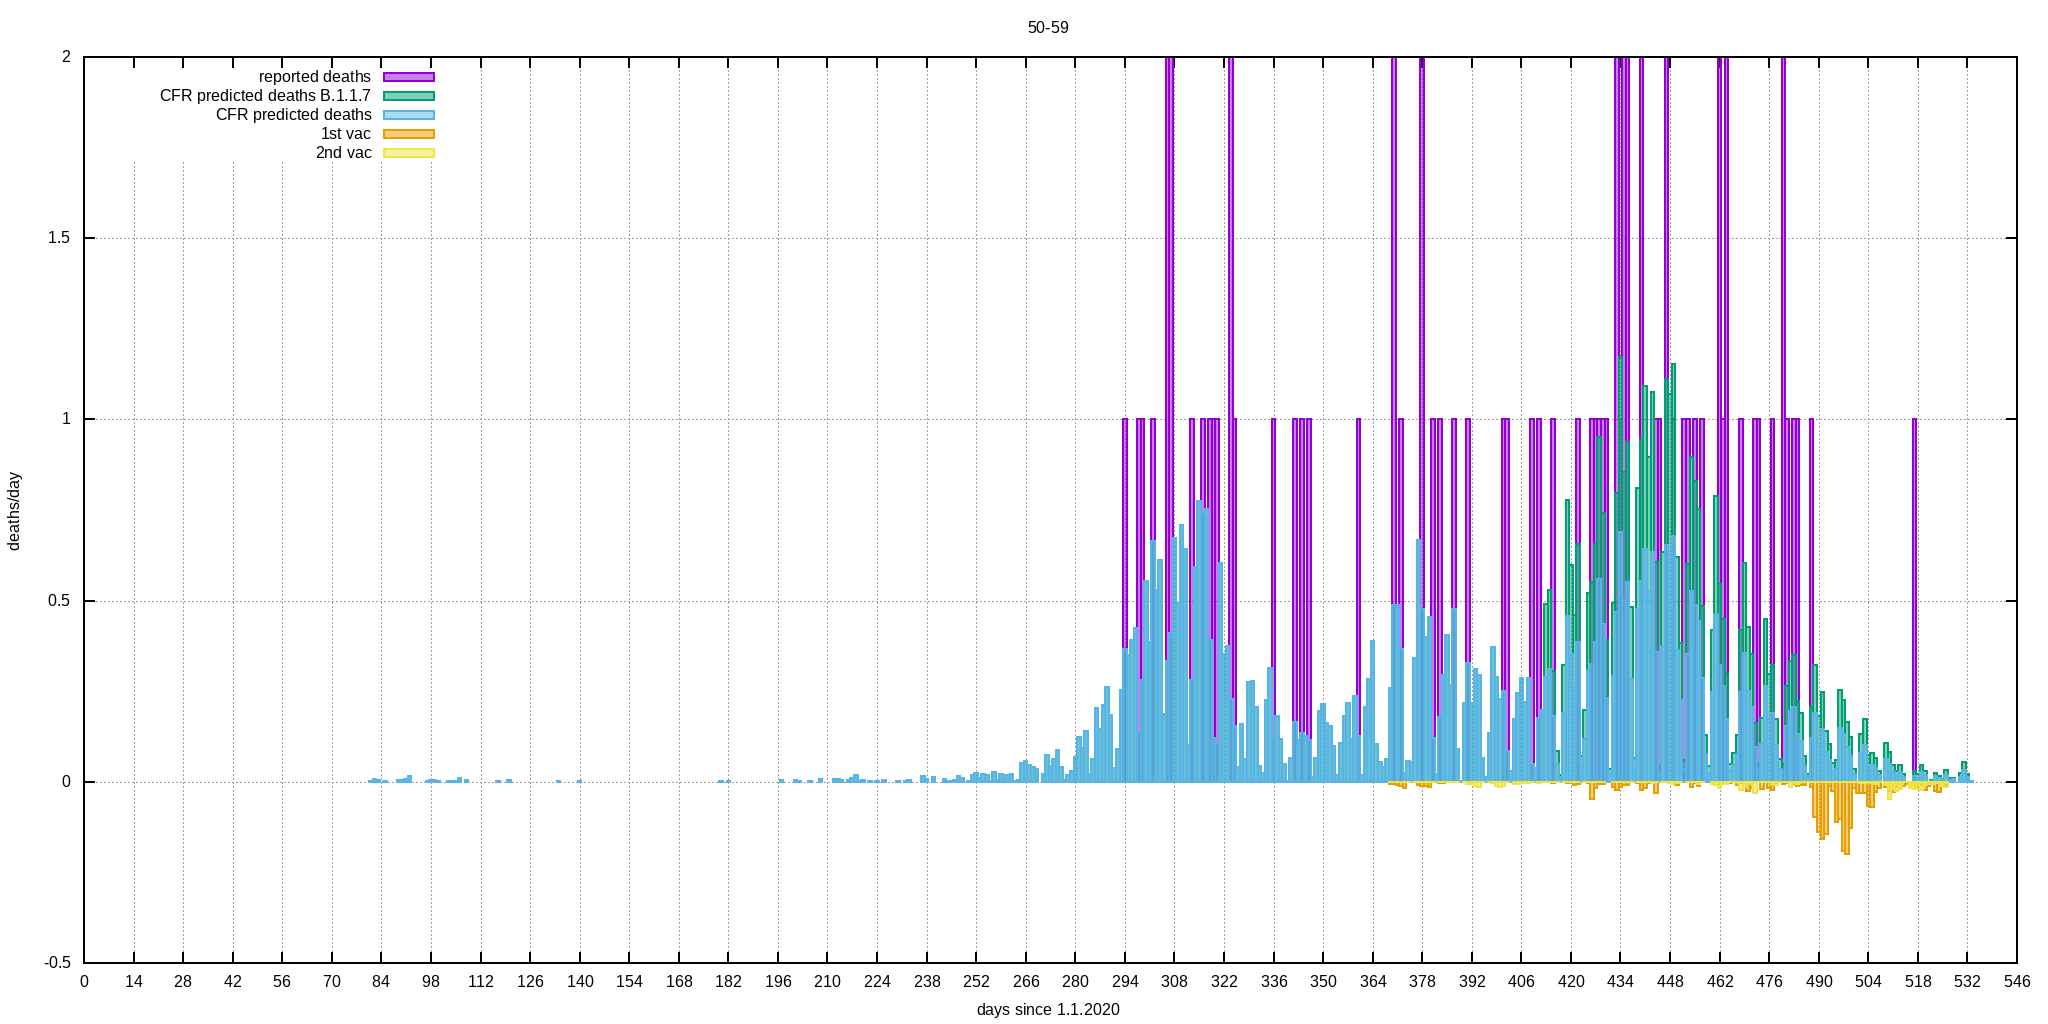 50-59
reported deaths
CFR predicted deaths B.1.1.7
CFR predicted deaths
1st vac
2nd vac
2
1.5
1
0.5
0
-0.5
deaths/day
0 14 28 42 56 70 84 98 112 126 140 154 168 182 196 210 224 238 252 266 280 294 308 322 336 350 364 378 392 406 420 434 448 462 476 490 504 518 532 546
days since 1.1.2020